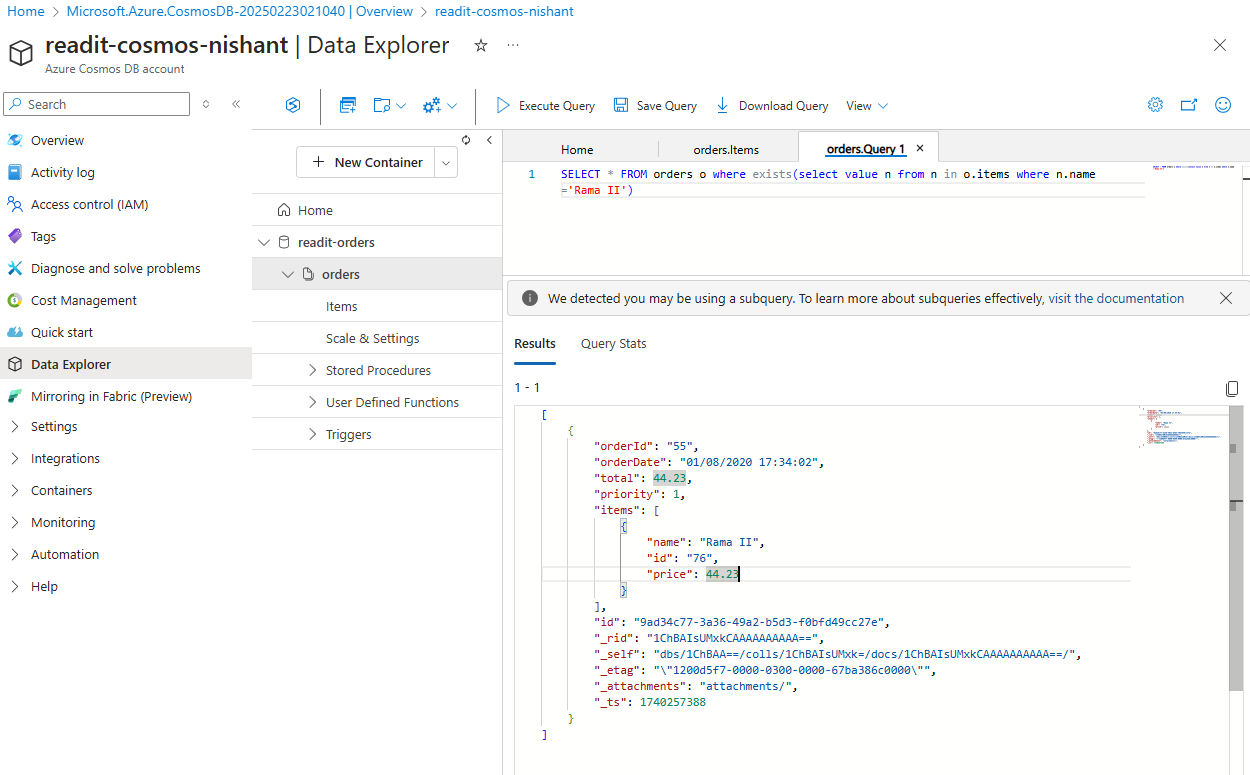 Home > Microsoft.Azure.CosmosDB-20250223021040 | Overview > readit-cosmos-nishant
readit-cosmos-nishant | Data Explorer
Azure Cosmos DB account
Search
Overview
Activity log
Access control (IAM)
Tags
Diagnose and solve problems
Cost Management
Quick start
Data Explorer
Mirroring in Fabric (Preview)
Settings
Integrations
Containers
Monitoring
Automation
Help
Execute Query Save Query Download Query View
+ New Container
Home
readit-orders
orders
Items
Scale & Settings
Stored Procedures
User Defined Functions
Triggers
Home orders.Items orders.Query 1
1 SELECT * FROM orders o where exists(select value n from n in o.items where n.name
='Rama II')
We detected you may be using a subquery. To learn more about subqueries effectively, visit the documentation
Results Query Stats
1 - 1
[
{
"orderId": "55",
"orderDate": "01/08/2020 17:34:02",
"total": 44.23,
"priority": 1,
"items": [
{
"name": "Rama II",
"id": "76",
"price": 44.23
}
],
"id": "9ad34c77-3a36-49a2-b5d3-f0bfd49cc27e",
"_rid": "1ChBAIsUMxkCAAAAAAAAAA==",
"_self": "dbs/1ChBAA==/colls/1ChBAIsUMxk=/docs/1ChBAIsUMxkCAAAAAAAAAA==/",
"_etag": "\"1200d5f7-0000-0300-0000-67ba386c0000\"",
"_attachments": "attachments/",
"_ts": 1740257388
}
]